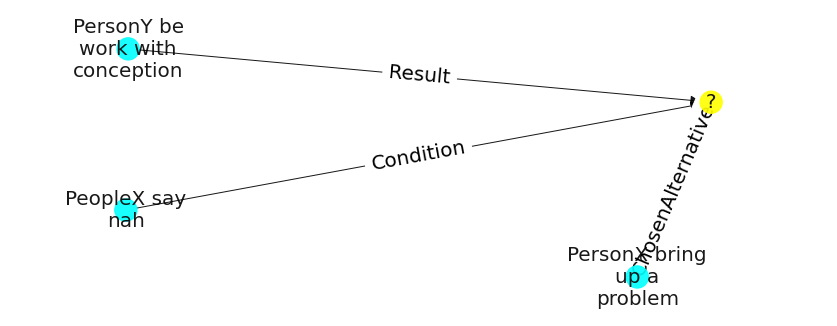 PersonY be
work with
conception
Result
?
Condition
PeopleX say
nah
ChosenAlternative
PersonX bring
up a
problem